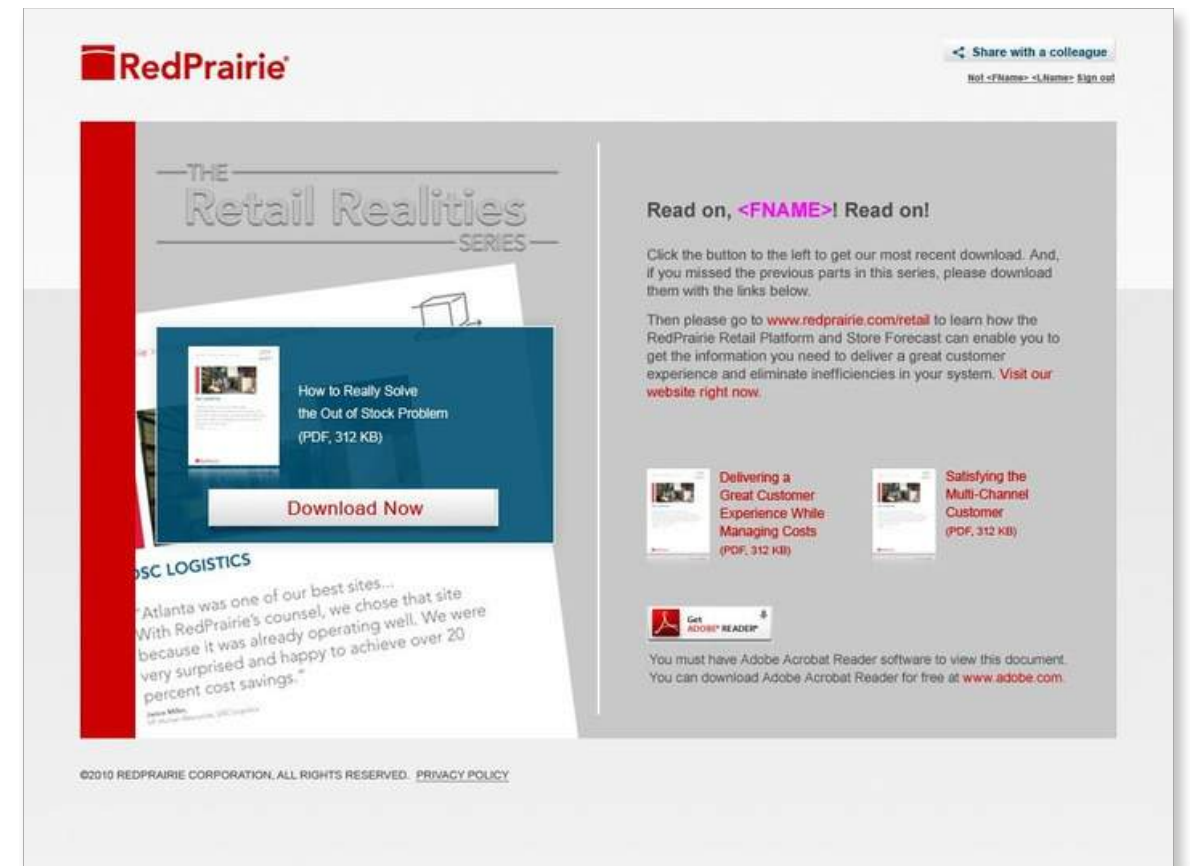 RedPrairie®
Share with a colleague
Not <FName> <LName> Sign out
THE
Retail Realities
SERIES
How to Really Solve
the Out of Stock Problem
(PDF, 312 KB)
Download Now
DSC LOGISTICS
"Atlanta was one of our best sites...
With RedPrairie's counsel, we chose that site
because it was already operating well. We were
very surprised and happy to achieve over 20
percent cost savings."
Read on, <FNAME>! Read on!
Click the button to the left to get our most recent download. And,
if you missed the previous parts in this series, please download
them with the links below.
Then please go to www.redprairie.com/retail to learn how the
RedPrairie Retail Platform and Store Forecast can enable you to
get the information you need to deliver a great customer
experience and eliminate inefficiencies in your system. Visit our
website right now.
Delivering a
Great Customer
Experience While
Managing Costs
(PDF, 312 KB)
Satisfying the
Multi-Channel
Customer
(PDF, 312 KB)
Get
ADOBE® READER®
You must have Adobe Acrobat Reader software to view this document.
You can download Adobe Acrobat Reader for free at www.adobe.com.
©2010 REDPRAIRIE CORPORATION, ALL RIGHTS RESERVED. PRIVACY POLICY